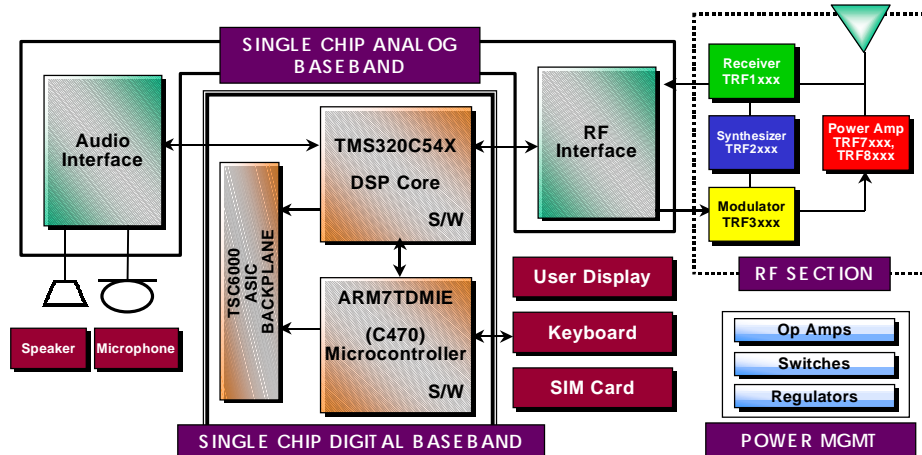 SINGLE CHIP ANALOG
BASEBAND
Receiver
TRF1xxx
Audio
Interface
TMS320C54X
DSP Core
S/W
RF
Interface
Synthesizer
TRF2xxx
Power Amp
TRF7xxx,
TRF8xxx
Modulator
TRF3xxx
RF SECTION
TSC6000
ASIC
BACKPLANE
ARM7TDMIE
(C470)
Microcontroller
S/W
User Display
Keyboard
SIM Card
Speaker
Microphone
Op Amps
Switches
Regulators
SINGLE CHIP DIGITAL BASEBAND
POWER MGMT